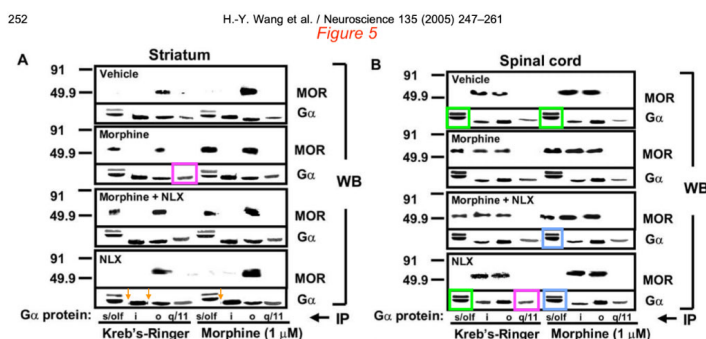 252 H.-Y. Wang et al. / Neuroscience 135 (2005) 247–261
Figure 5
A Striatum
91
49.9
Vehicle
MOR
Gα
Morphine
49.9
MOR
Gα
91
49.9
Morphine + NLX
MOR
Gα
91
49.9
NLX
MOR
Gα
WB
Gα protein: s/olf i o q/11 s/olf i o q/11 ← IP
Kreb's-Ringer Morphine (1 μM)
B Spinal cord
91
49.9
Vehicle
MOR
Gα
91
49.9
Morphine
MOR
Gα
91
49.9
Morphine + NLX
MOR
Gα
91
49.9
NLX
MOR
Gα
WB
s/olf i o q/11 s/olf i o q/11 ← IP
Kreb's-Ringer Morphine (1 μM)